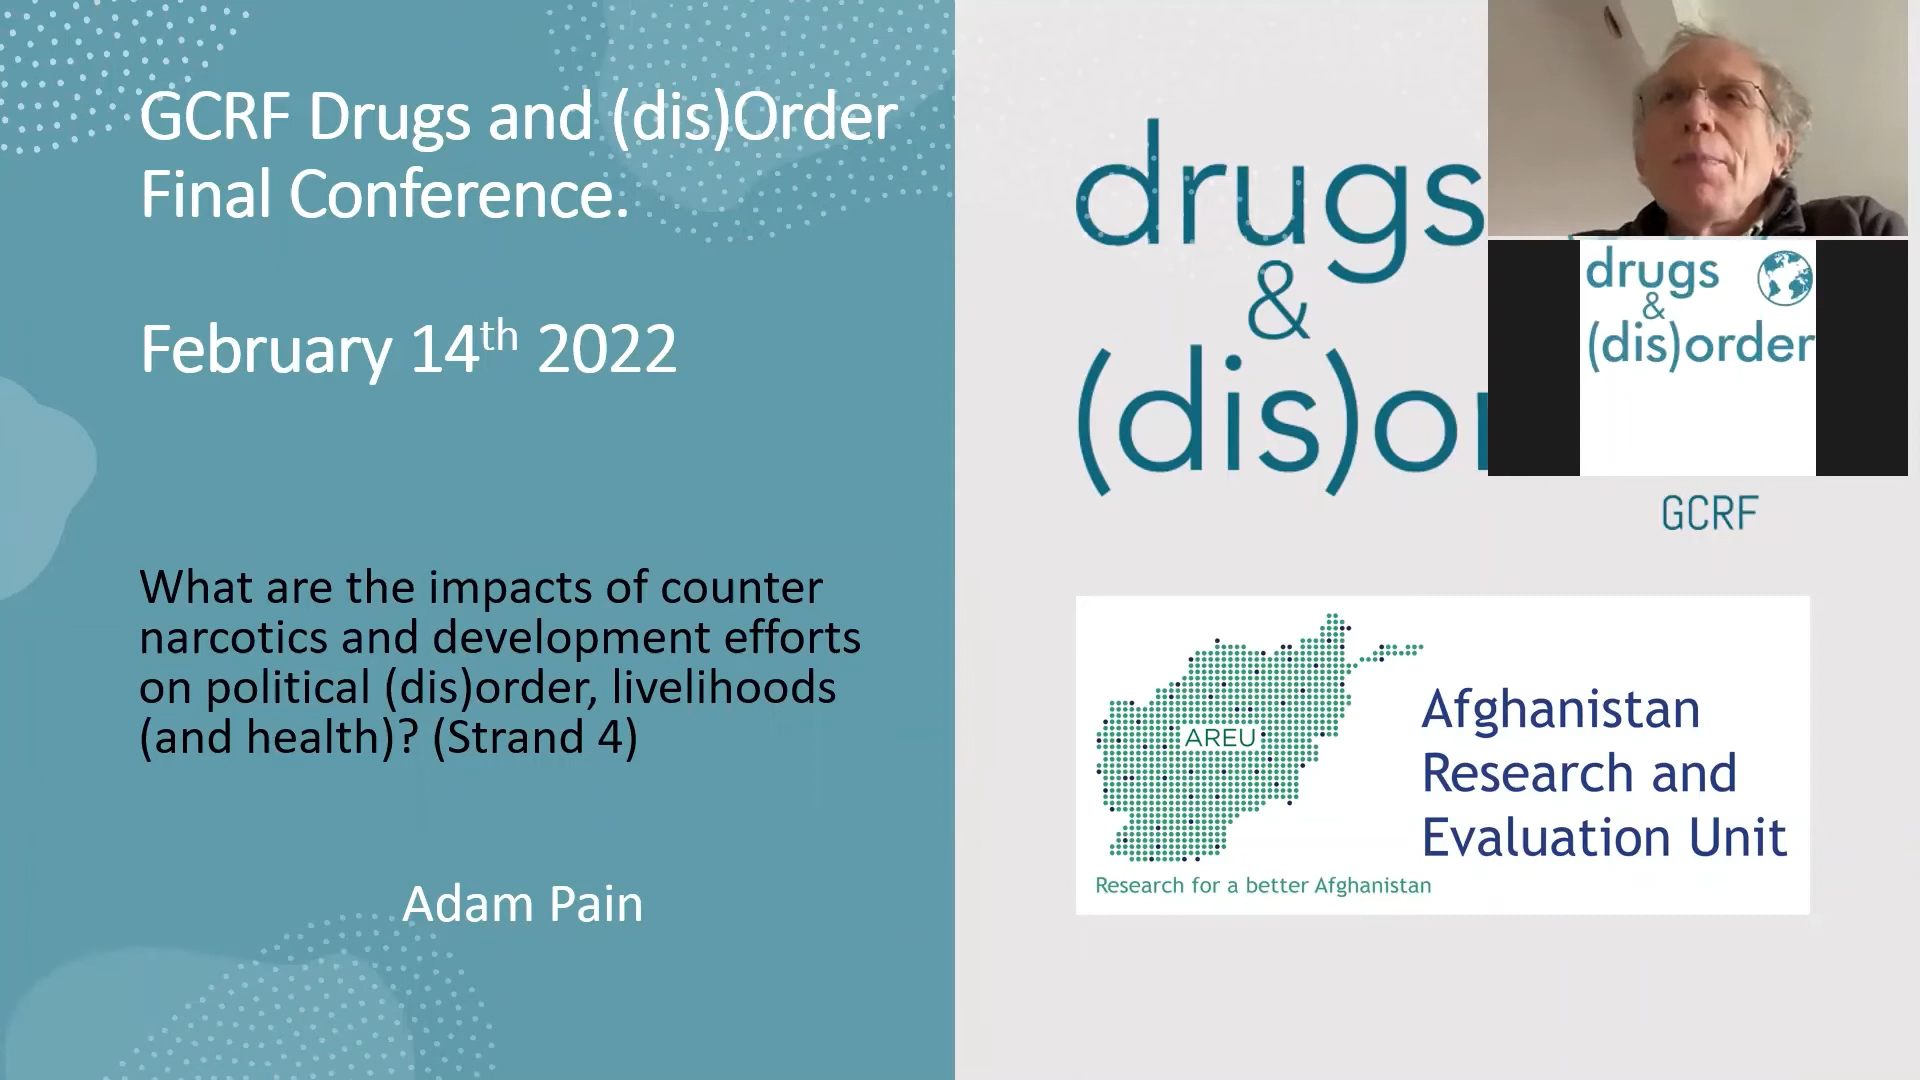 GCRF Drugs and (dis)Order
Final Conference.
February 14th 2022
What are the impacts of counter
narcotics and development efforts
on political (dis)order, livelihoods
(and health)? (Strand 4)
Adam Pain
drugs
&
(dis)or
GCRF
drugs
&
(dis)order
AREU
Afghanistan
Research and
Evaluation Unit
Research for a better Afghanistan